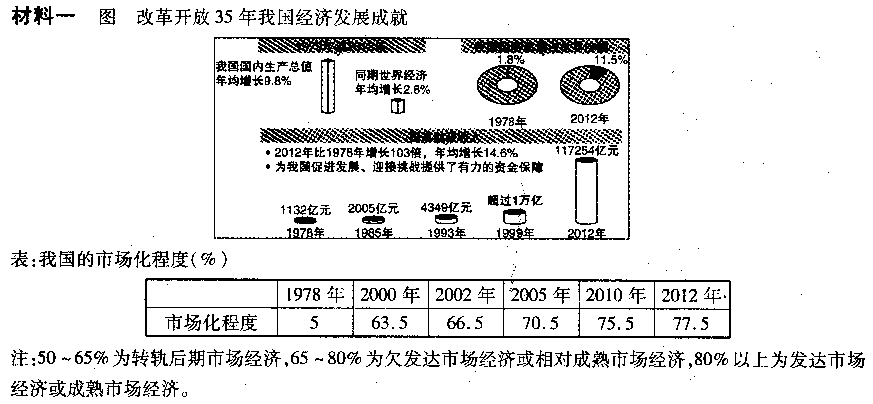 材料一 图 改革开放35年我国经济发展成就
我国国内生产总值
年均增长9.8%
同期世界经济
年均增长2.8%
1.8%
11.5%
1978年
2012年
• 2012年比1978年增长103倍，年均增长14.6%
• 为我国促进发展、迎接挑战提供了有力的资金保障
117254亿元
1132亿元
2005亿元
4349亿元
超过1万亿
1978年
1985年
1993年
1999年
2012年
表:我国的市场化程度(%)
1978年 2000年 2002年 2005年 2010年 2012年
市场化程度 5 63.5 66.5 70.5 75.5 77.5
注:50~65%为转轨后期市场经济,65~80%为欠发达市场经济或相对成熟市场经济,80%以上为发达市场
经济或成熟市场经济。